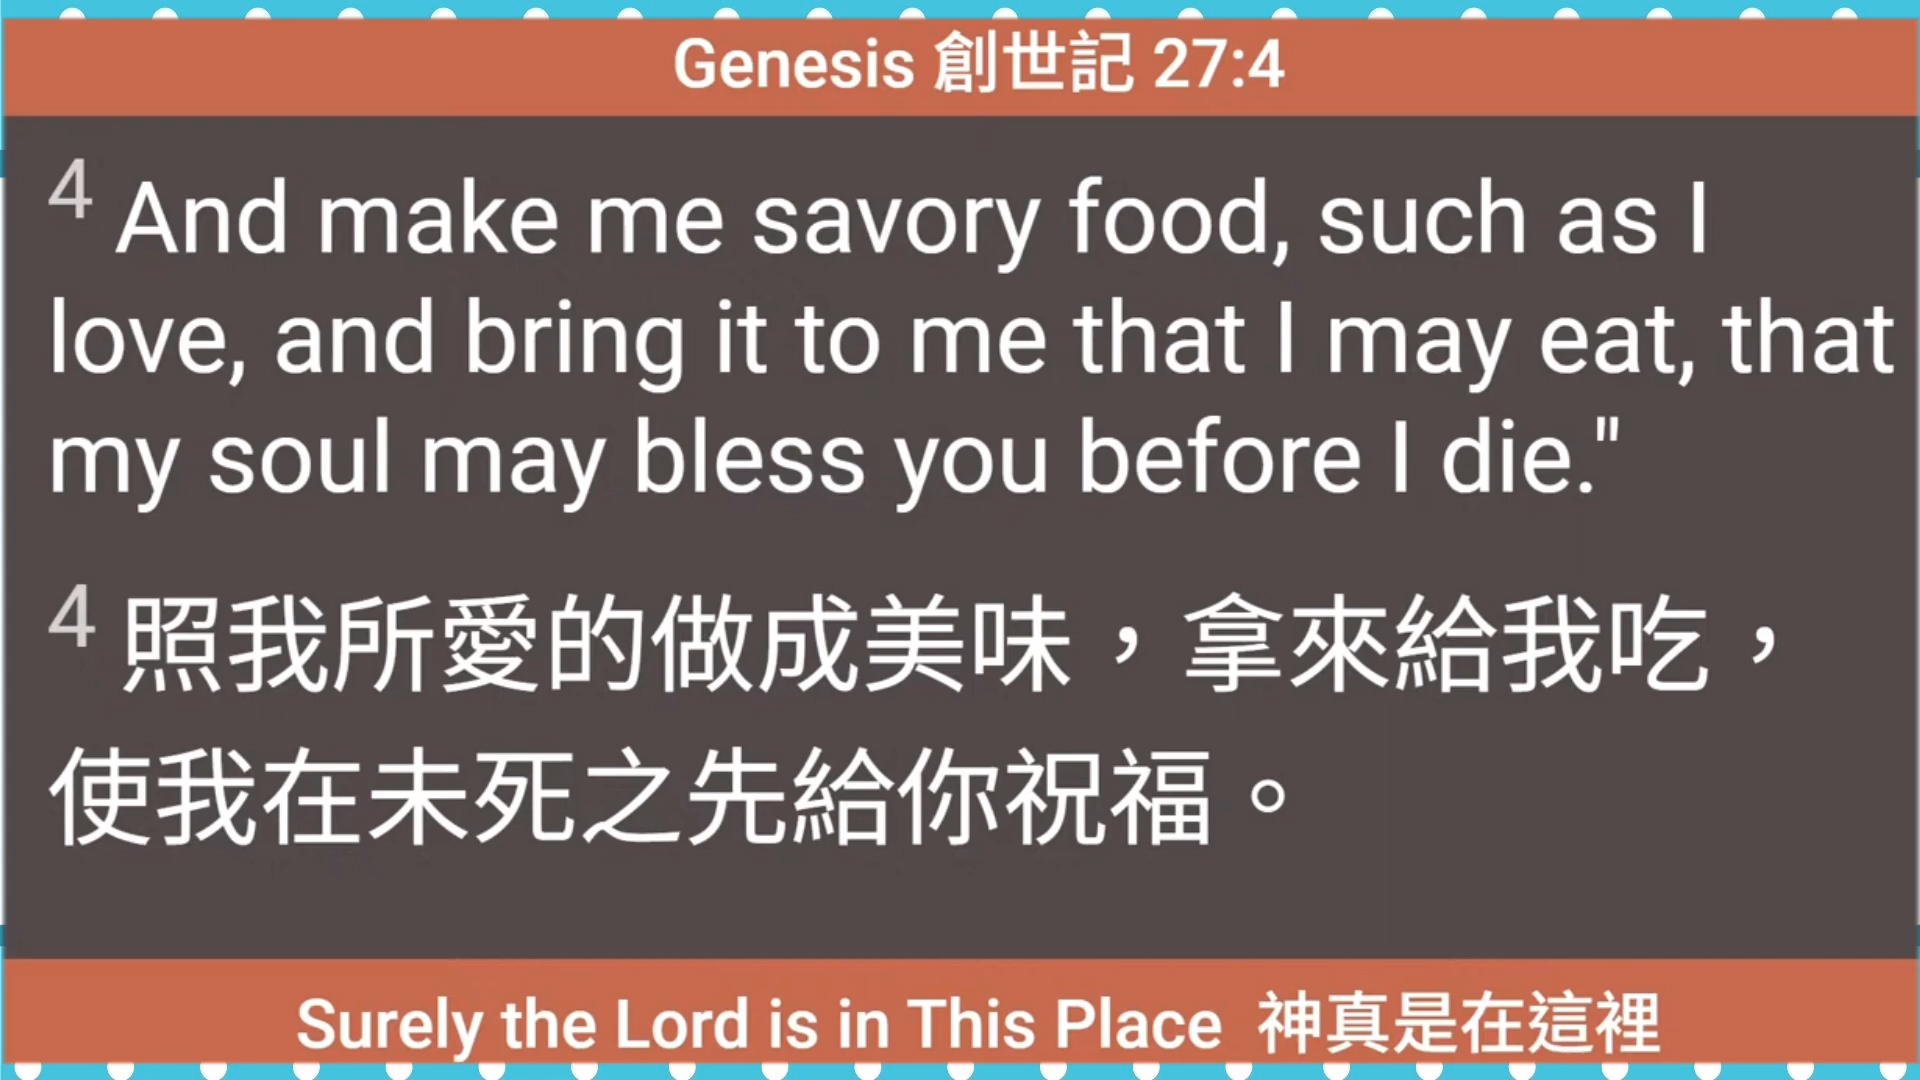 Genesis 創世記 27:4
4 And make me savory food, such as I
love, and bring it to me that I may eat, that
my soul may bless you before I die."
4 照我所愛的做成美味，拿來給我吃，
使我在未死之先給你祝福。
Surely the Lord is in This Place 神真是在這裡